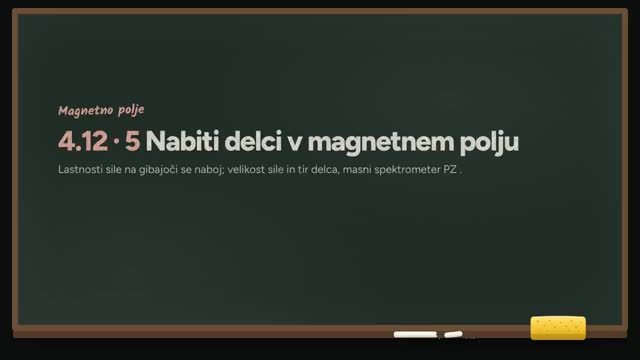 Magnetno polje
4.12 · 5 Nabiti delci v magnetnem polju
Lastnosti sile na gibajoči se naboj; velikost sile in tir delca, masni spektrometer PZ .